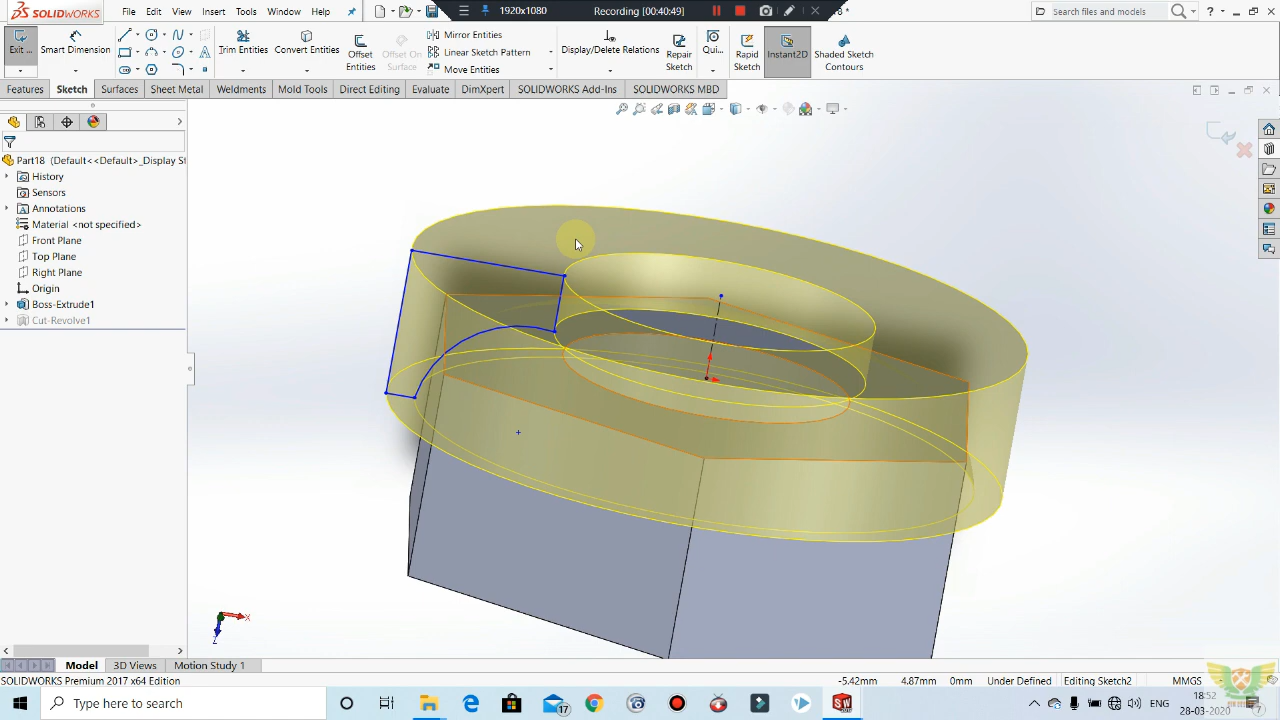 SOLIDWORKS
File Edit View Insert Tools Window Help
1920x1080 Recording [00:40:49]
Search files and models
Exit ... Smart Dimension Trim Entities Convert Entities Offset Entities Offset On Surface Mirror Entities
Linear Sketch Pattern
Move Entities
Display/Delete Relations Repair Sketch Qui... Rapid Sketch Instant2D Shaded Sketch Contours
Features Sketch Surfaces Sheet Metal Weldments Mold Tools Direct Editing Evaluate DimXpert SOLIDWORKS Add-Ins SOLIDWORKS MBD
Part18 (Default<<Default>_Display St
History
Sensors
Annotations
Material <not specified>
Front Plane
Top Plane
Right Plane
Origin
Boss-Extrude1
Cut-Revolve1
X
Z
Model 3D Views Motion Study 1
SOLIDWORKS Premium 2017 x64 Edition -5.42mm 4.87mm 0mm Under Defined Editing Sketch2 MMGS
Type here to search
17
18:52
28-03-2020
7